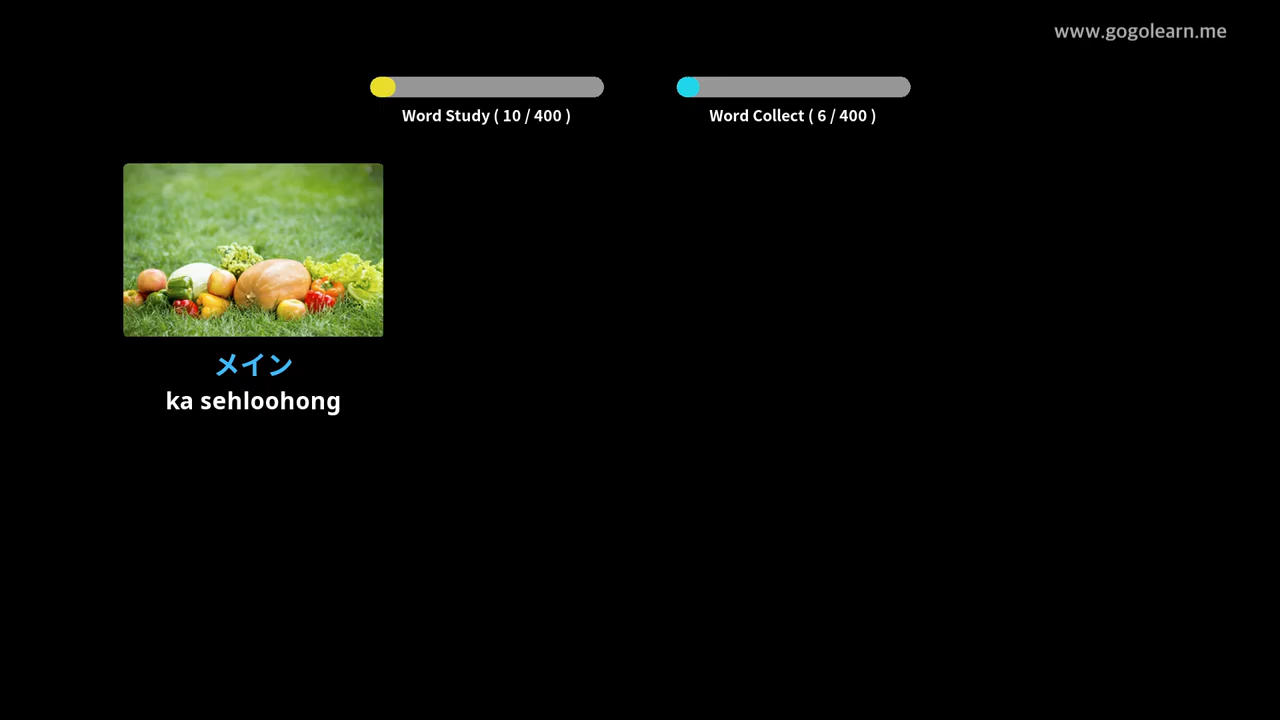 www.gogolearn.me
Word Study ( 10 / 400 )
Word Collect ( 6 / 400 )
メイン
ka sehloohong